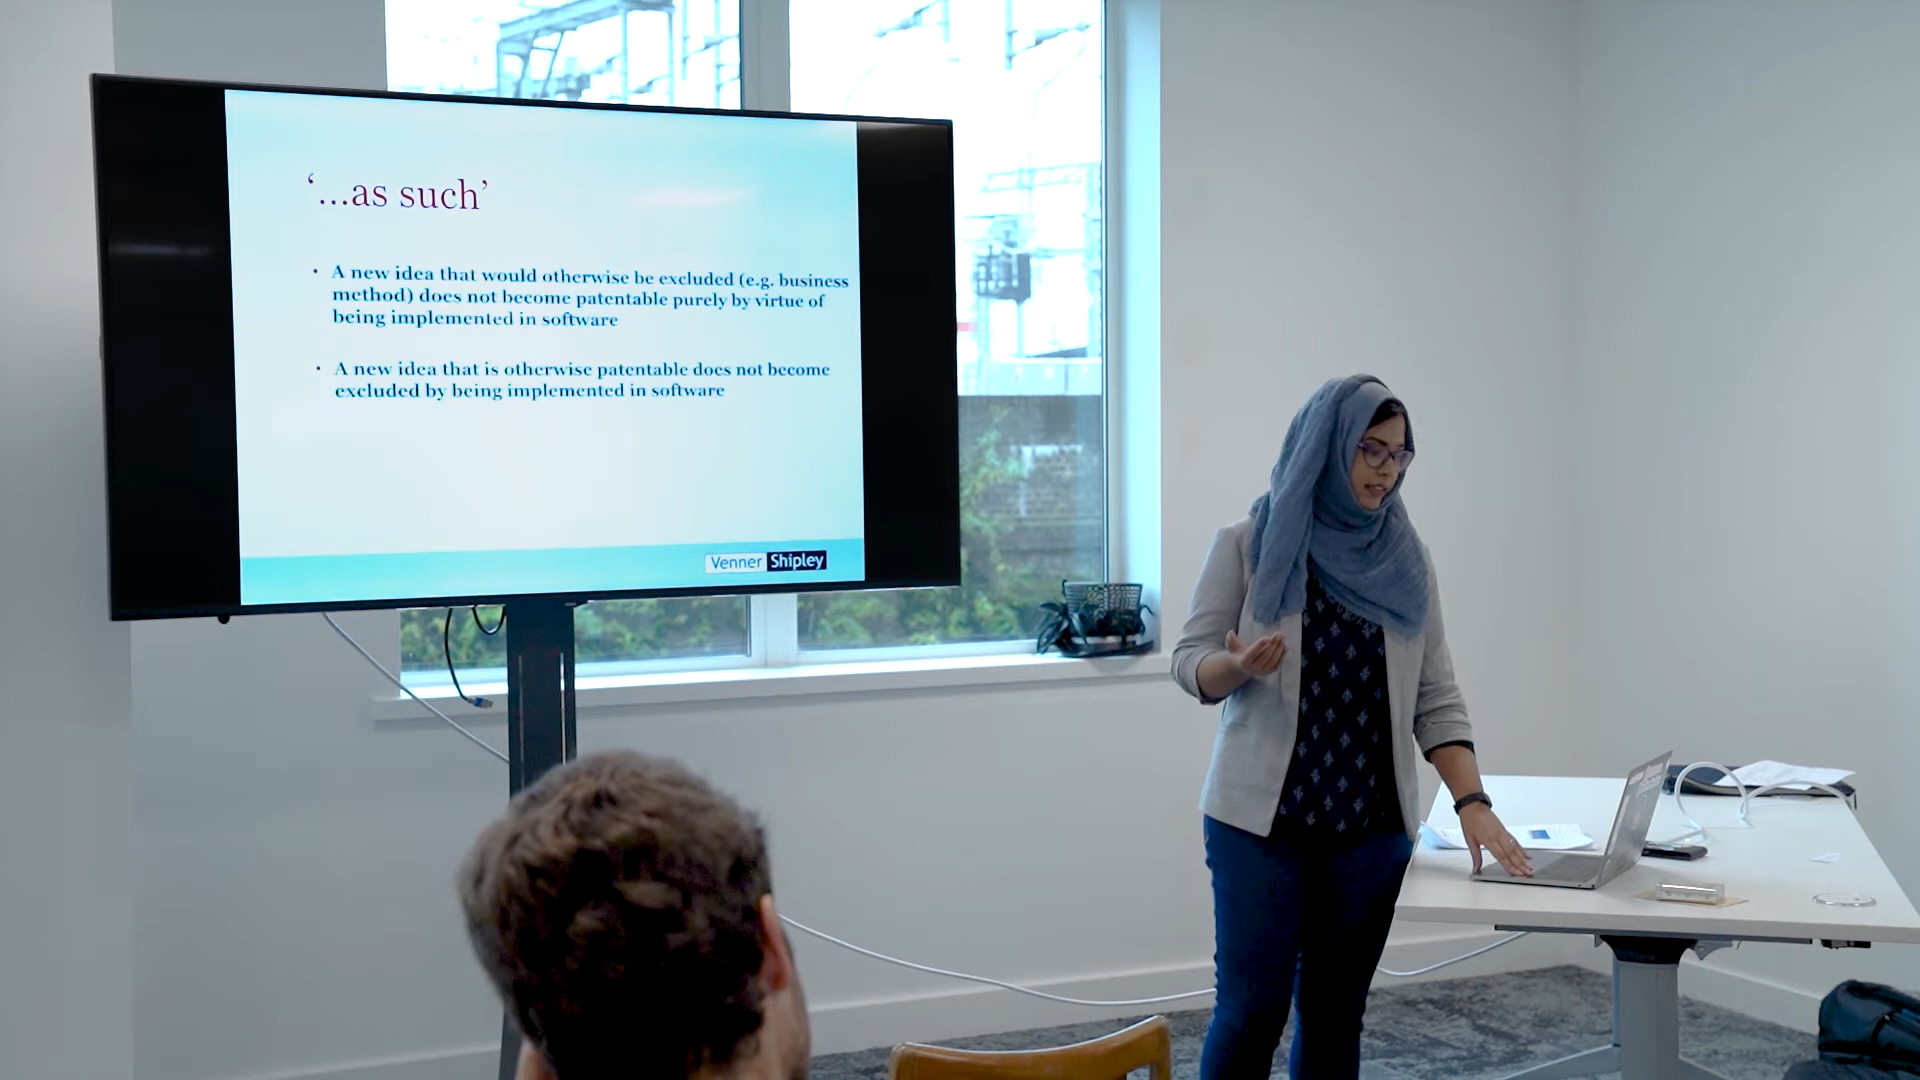 ‘...as such’
• A new idea that would otherwise be excluded (e.g. business
method) does not become patentable purely by virtue of
being implemented in software
• A new idea that is otherwise patentable does not become
excluded by being implemented in software
Venner Shipley